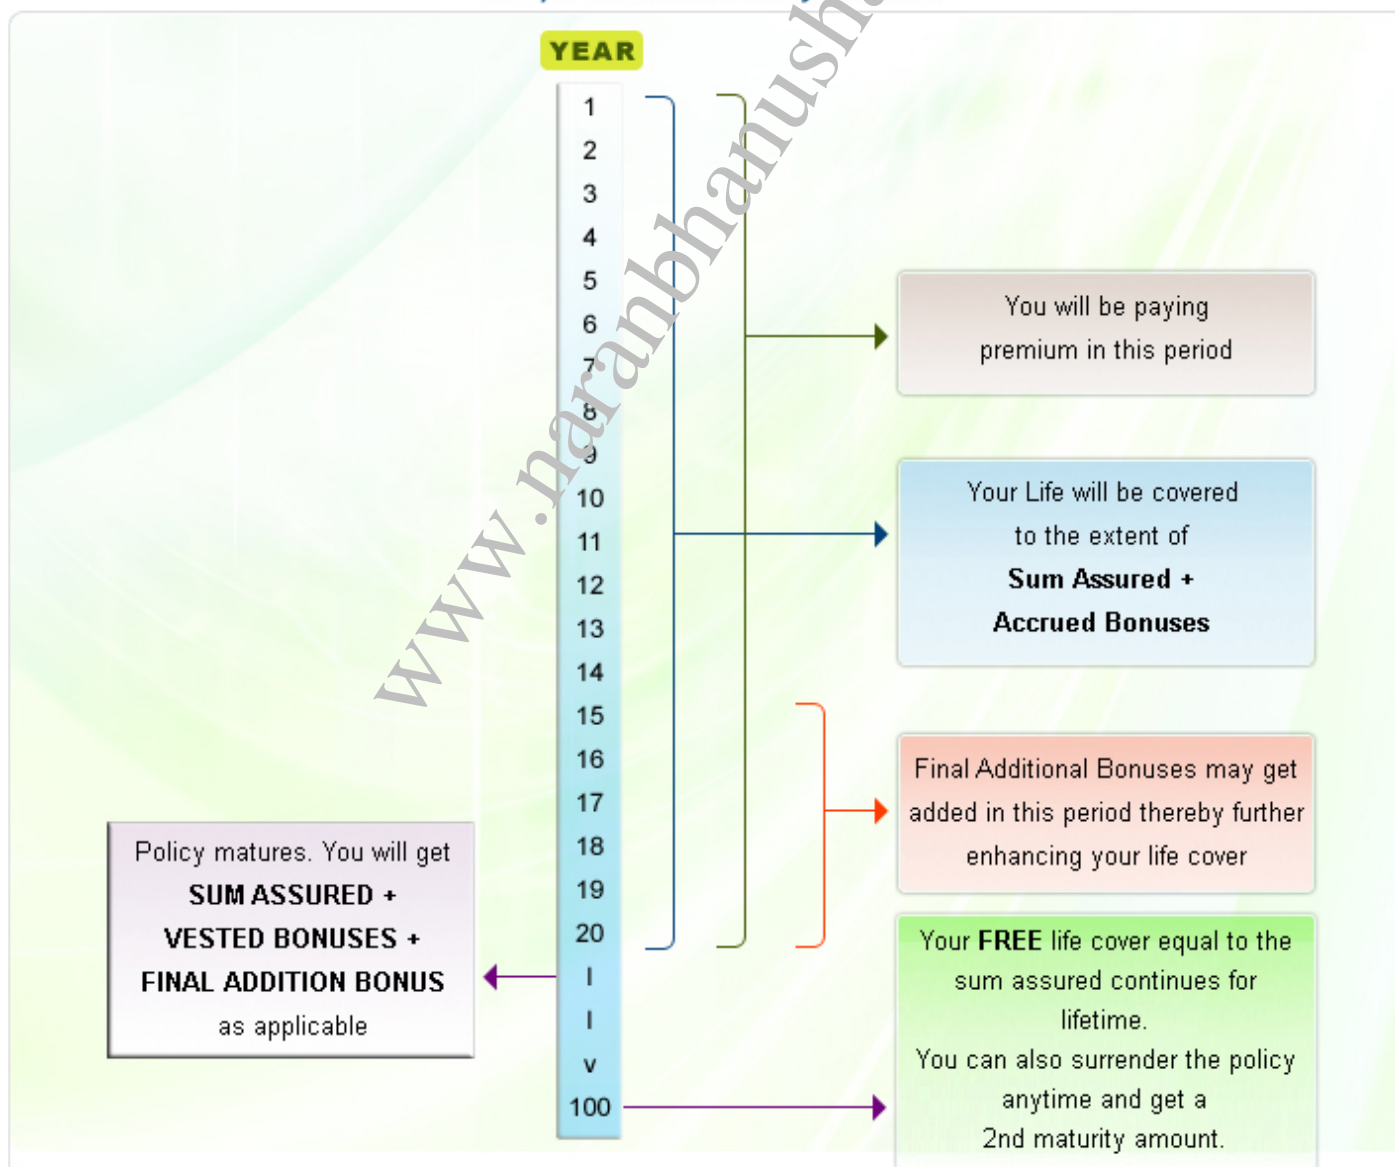 YEAR
1
2
3
4
5
6
7
8
9
10
11
12
13
14
15
16
17
18
19
20
I
I
v
100
You will be paying
premium in this period
Your Life will be covered
to the extent of
Sum Assured +
Accrued Bonuses
Final Additional Bonuses may get
added in this period thereby further
enhancing your life cover
Policy matures. You will get
SUM ASSURED +
VESTED BONUSES +
FINAL ADDITION BONUS
as applicable
Your FREE life cover equal to the
sum assured continues for
lifetime.
You can also surrender the policy
anytime and get a
2nd maturity amount.
www.naranbhanush